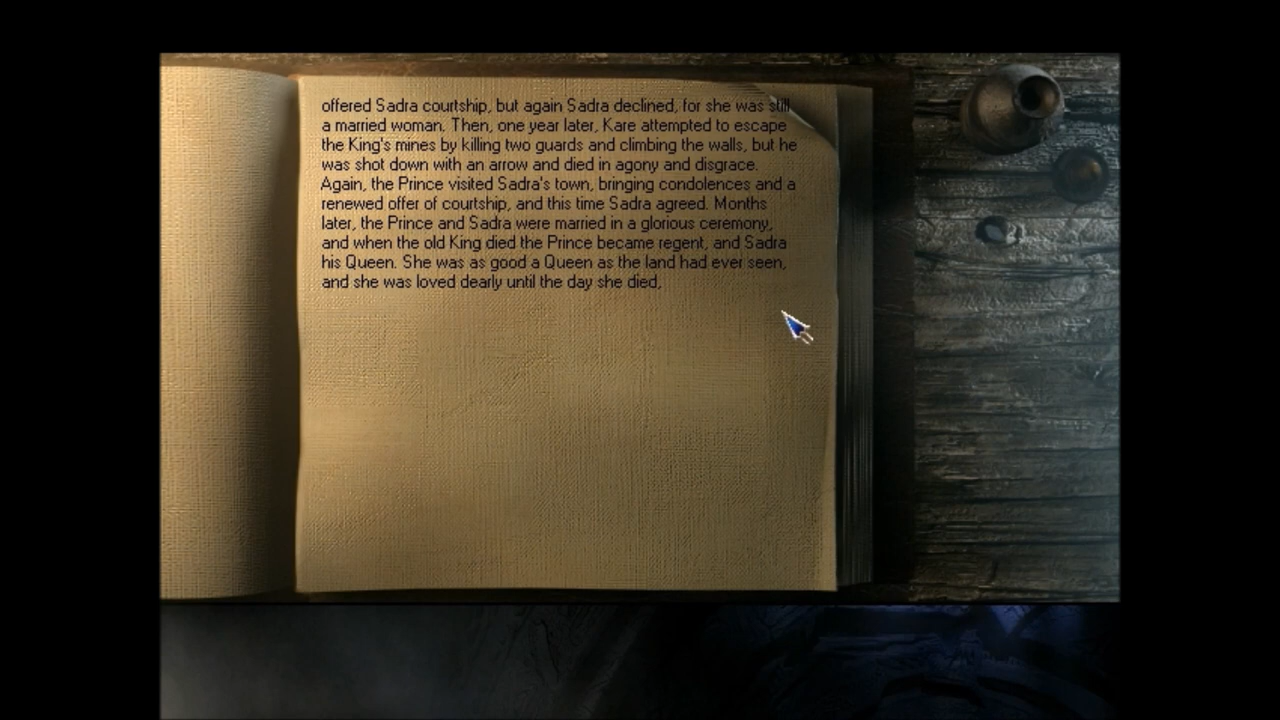 offered Sadra courtship, but again Sadra declined, for she was still
a married woman. Then, one year later, Kare attempted to escape
the King's mines by killing two guards and climbing the walls, but he
was shot down with an arrow and died in agony and disgrace.
Again, the Prince visited Sadra's town, bringing condolences and a
renewed offer of courtship, and this time Sadra agreed. Months
later, the Prince and Sadra were married in a glorious ceremony,
and when the old King died the Prince became regent, and Sadra
his Queen. She was as good a Queen as the land had ever seen,
and she was loved dearly until the day she died,